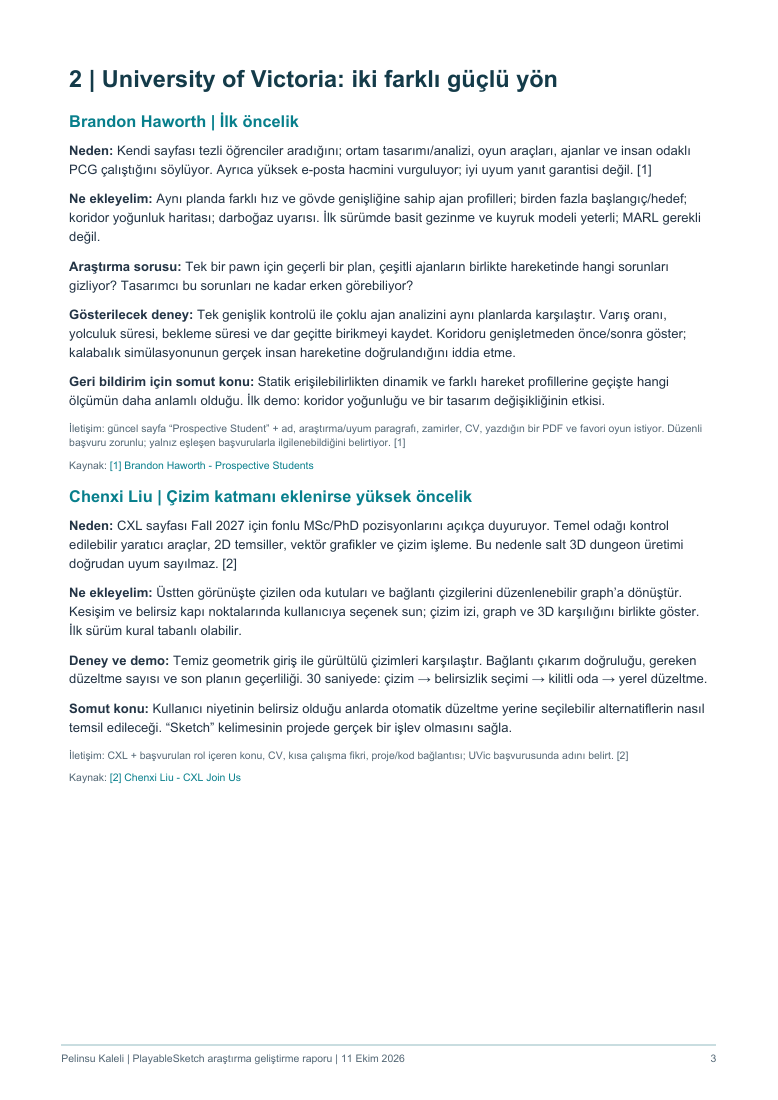 2 | University of Victoria: iki farklı güçlü yön
Brandon Haworth | İlk öncelik
Neden: Kendi sayfası tezli öğrenciler aradığını; ortam tasarımı/analizi, oyun araçları, ajanlar ve insan odaklı
PCG çalıştığını söylüyor. Ayrıca yüksek e-posta hacmini vurguluyor; iyi uyum yanıt garantisi değil. [1]
Ne ekleyelim: Aynı planda farklı hız ve gövde genişliğine sahip ajan profilleri; birden fazla başlangıç/hedef;
koridor yoğunluk haritası; darboğaz uyarısı. İlk sürümde basit gezinme ve kuyruk modeli yeterli; MARL gerekli
değil.
Araştırma sorusu: Tek bir pawn için geçerli bir plan, çeşitli ajanların birlikte hareketinde hangi sorunları
gizliyor? Tasarımcı bu sorunları ne kadar erken görebiliyor?
Gösterilecek deney: Tek genişlik kontrolü ile çoklu ajan analizini aynı planlarda karşılaştır. Varış oranı,
yolculuk süresi, bekleme süresi ve dar geçitte birikmeyi kaydet. Koridoru genişletmeden önce/sonra göster;
kalabalık simülasyonunun gerçek insan hareketine doğrulandığını iddia etme.
Geri bildirim için somut konu: Statik erişilebilirlikten dinamik ve farklı hareket profillerine geçişte hangi
ölçümün daha anlamlı olduğu. İlk demo: koridor yoğunluğu ve bir tasarım değişikliğinin etkisi.
İletişim: güncel sayfa “Prospective Student” + ad, araştırma/uyum paragrafı, zamirler, CV, yazdığın bir PDF ve favori oyun istiyor. Düzenli
başvuru zorunlu; yalnız eşleşen başvurularla ilgilenebildiğini belirtiyor. [1]
Kaynak: [1] Brandon Haworth - Prospective Students
Chenxi Liu | Çizim katmanı eklenirse yüksek öncelik
Neden: CXL sayfası Fall 2027 için fonlu MSc/PhD pozisyonlarını açıkça duyuruyor. Temel odağı kontrol
edilebilir yaratıcı araçlar, 2D temsiller, vektör grafikler ve çizim işleme. Bu nedenle salt 3D dungeon üretimi
doğrudan uyum sayılmaz. [2]
Ne ekleyelim: Üstten görünüşte çizilen oda kutuları ve bağlantı çizgilerini düzenlenebilir graph’a dönüştür.
Kesişim ve belirsiz kapı noktalarında kullanıcıya seçenek sun; çizim izi, graph ve 3D karşılığını birlikte göster.
İlk sürüm kural tabanlı olabilir.
Deney ve demo: Temiz geometrik giriş ile gürültülü çizimleri karşılaştır. Bağlantı çıkarım doğruluğu, gereken
düzeltme sayısı ve son planın geçerliliği. 30 saniyede: çizim → belirsizlik seçimi → kilitli oda → yerel düzeltme.
Somut konu: Kullanıcı niyetinin belirsiz olduğu anlarda otomatik düzeltme yerine seçilebilir alternatiflerin nasıl
temsil edileceği. “Sketch” kelimesinin projede gerçek bir işlev olmasını sağla.
İletişim: CXL + başvurulan rol içeren konu, CV, kısa çalışma fikri, proje/kod bağlantısı; UVic başvurusunda adını belirt. [2]
Kaynak: [2] Chenxi Liu - CXL Join Us
Pelinsu Kaleli | PlayableSketch araştırma geliştirme raporu | 11 Ekim 2026
3